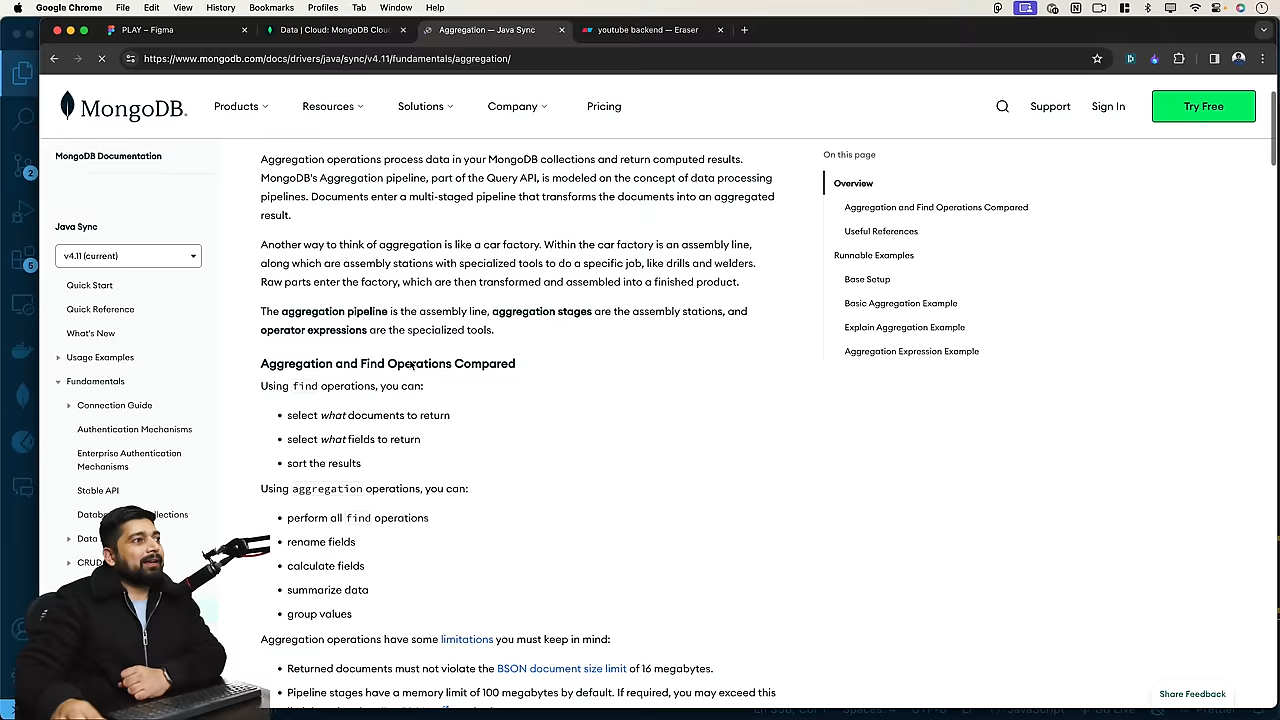 Google Chrome File Edit View History Bookmarks Profiles Tab Window Help
PLAY – Figma
Data | Cloud: MongoDB Clou
Aggregation — Java Sync
youtube backend — Eraser
https://www.mongodb.com/docs/drivers/java/sync/v4.11/fundamentals/aggregation/
MongoDB.
Products
Resources
Solutions
Company
Pricing
Support
Sign In
Try Free
MongoDB Documentation
Java Sync
v4.11 (current)
Quick Start
Quick Reference
What's New
Usage Examples
Fundamentals
Connection Guide
Authentication Mechanisms
Enterprise Authentication
Mechanisms
Stable API
Databa ollections
Data
CRUD
2
5
Aggregation operations process data in your MongoDB collections and return computed results.
MongoDB's Aggregation pipeline, part of the Query API, is modeled on the concept of data processing
pipelines. Documents enter a multi-staged pipeline that transforms the documents into an aggregated
result.
Another way to think of aggregation is like a car factory. Within the car factory is an assembly line,
along which are assembly stations with specialized tools to do a specific job, like drills and welders.
Raw parts enter the factory, which are then transformed and assembled into a finished product.
The aggregation pipeline is the assembly line, aggregation stages are the assembly stations, and
operator expressions are the specialized tools.
Aggregation and Find Operations Compared
Using find operations, you can:
• select what documents to return
• select what fields to return
• sort the results
Using aggregation operations, you can:
• perform all find operations
• rename fields
• calculate fields
• summarize data
• group values
Aggregation operations have some limitations you must keep in mind:
• Returned documents must not violate the BSON document size limit of 16 megabytes.
• Pipeline stages have a memory limit of 100 megabytes by default. If required, you may exceed this
On this page
Overview
Aggregation and Find Operations Compared
Useful References
Runnable Examples
Base Setup
Basic Aggregation Example
Explain Aggregation Example
Aggregation Expression Example
Share Feedback